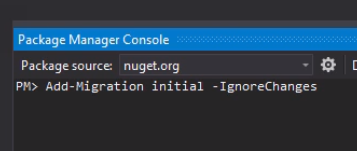 Package Manager Console
Package source: nuget.org
PM> Add-Migration initial -IgnoreChanges